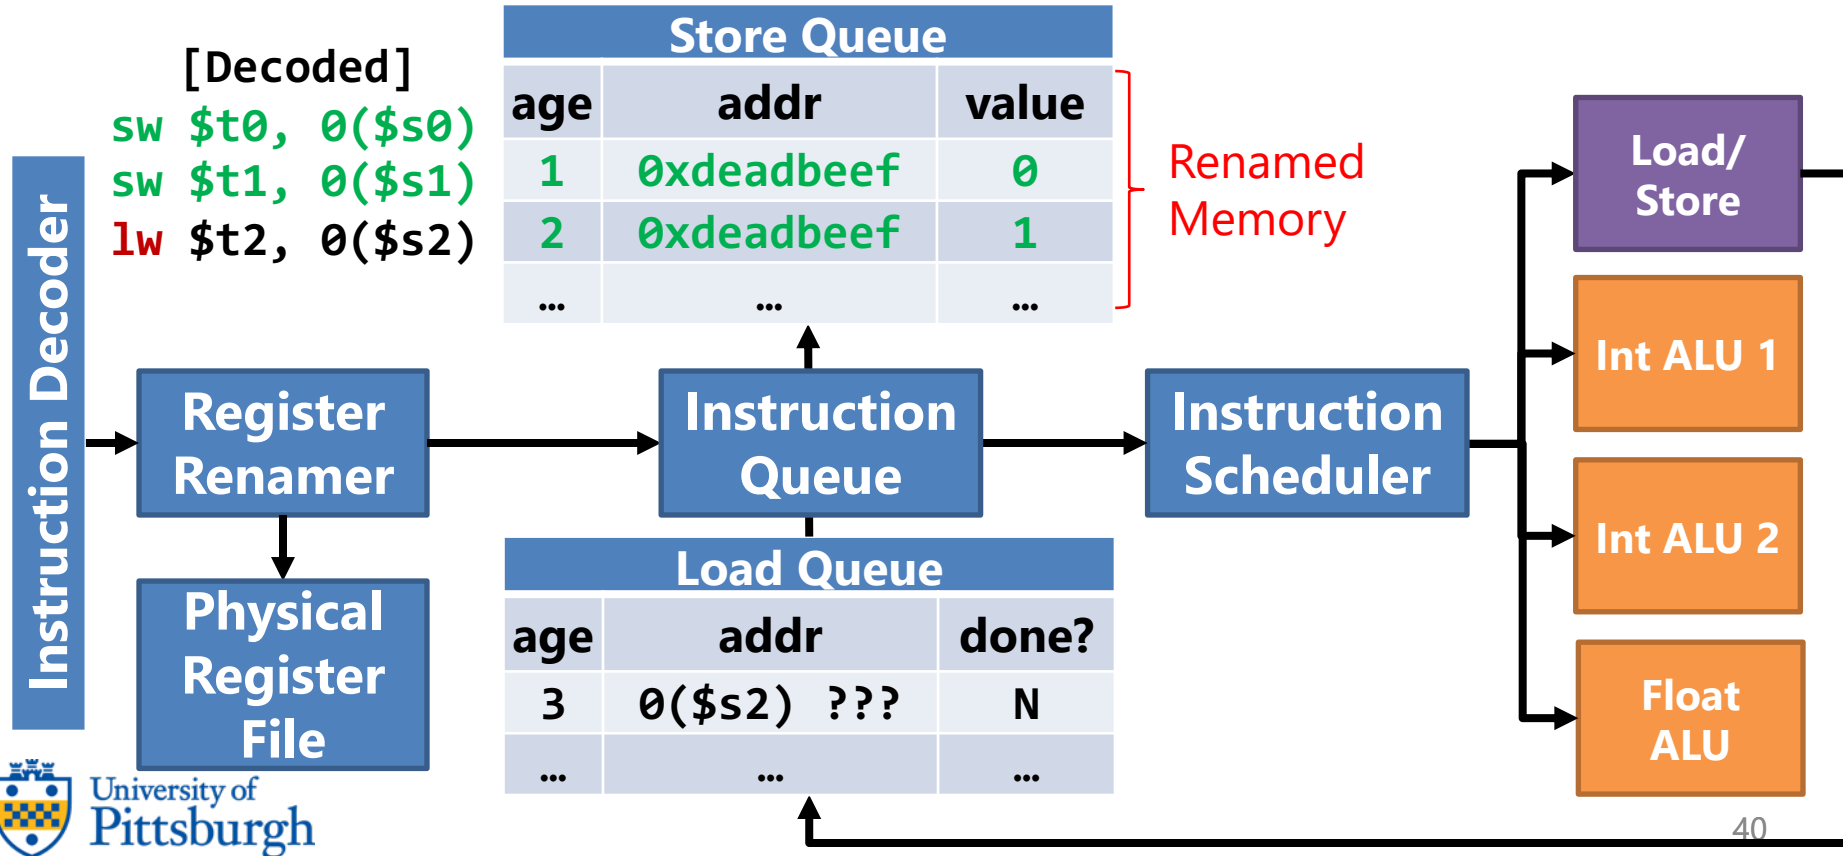 [Decoded]
sw $t0, 0($s0)
sw $t1, 0($s1)
lw $t2, 0($s2)
Instruction Decoder
Store Queue
age addr value
1 0xdeadbeef 0
2 0xdeadbeef 1
… … …
Renamed
Memory
Register
Renamer
Physical
Register
File
Instruction
Queue
Load Queue
age addr done?
3 0($s2) ??? N
… … …
Instruction
Scheduler
Load/
Store
Int ALU 1
Int ALU 2
Float
ALU
University of
Pittsburgh
40